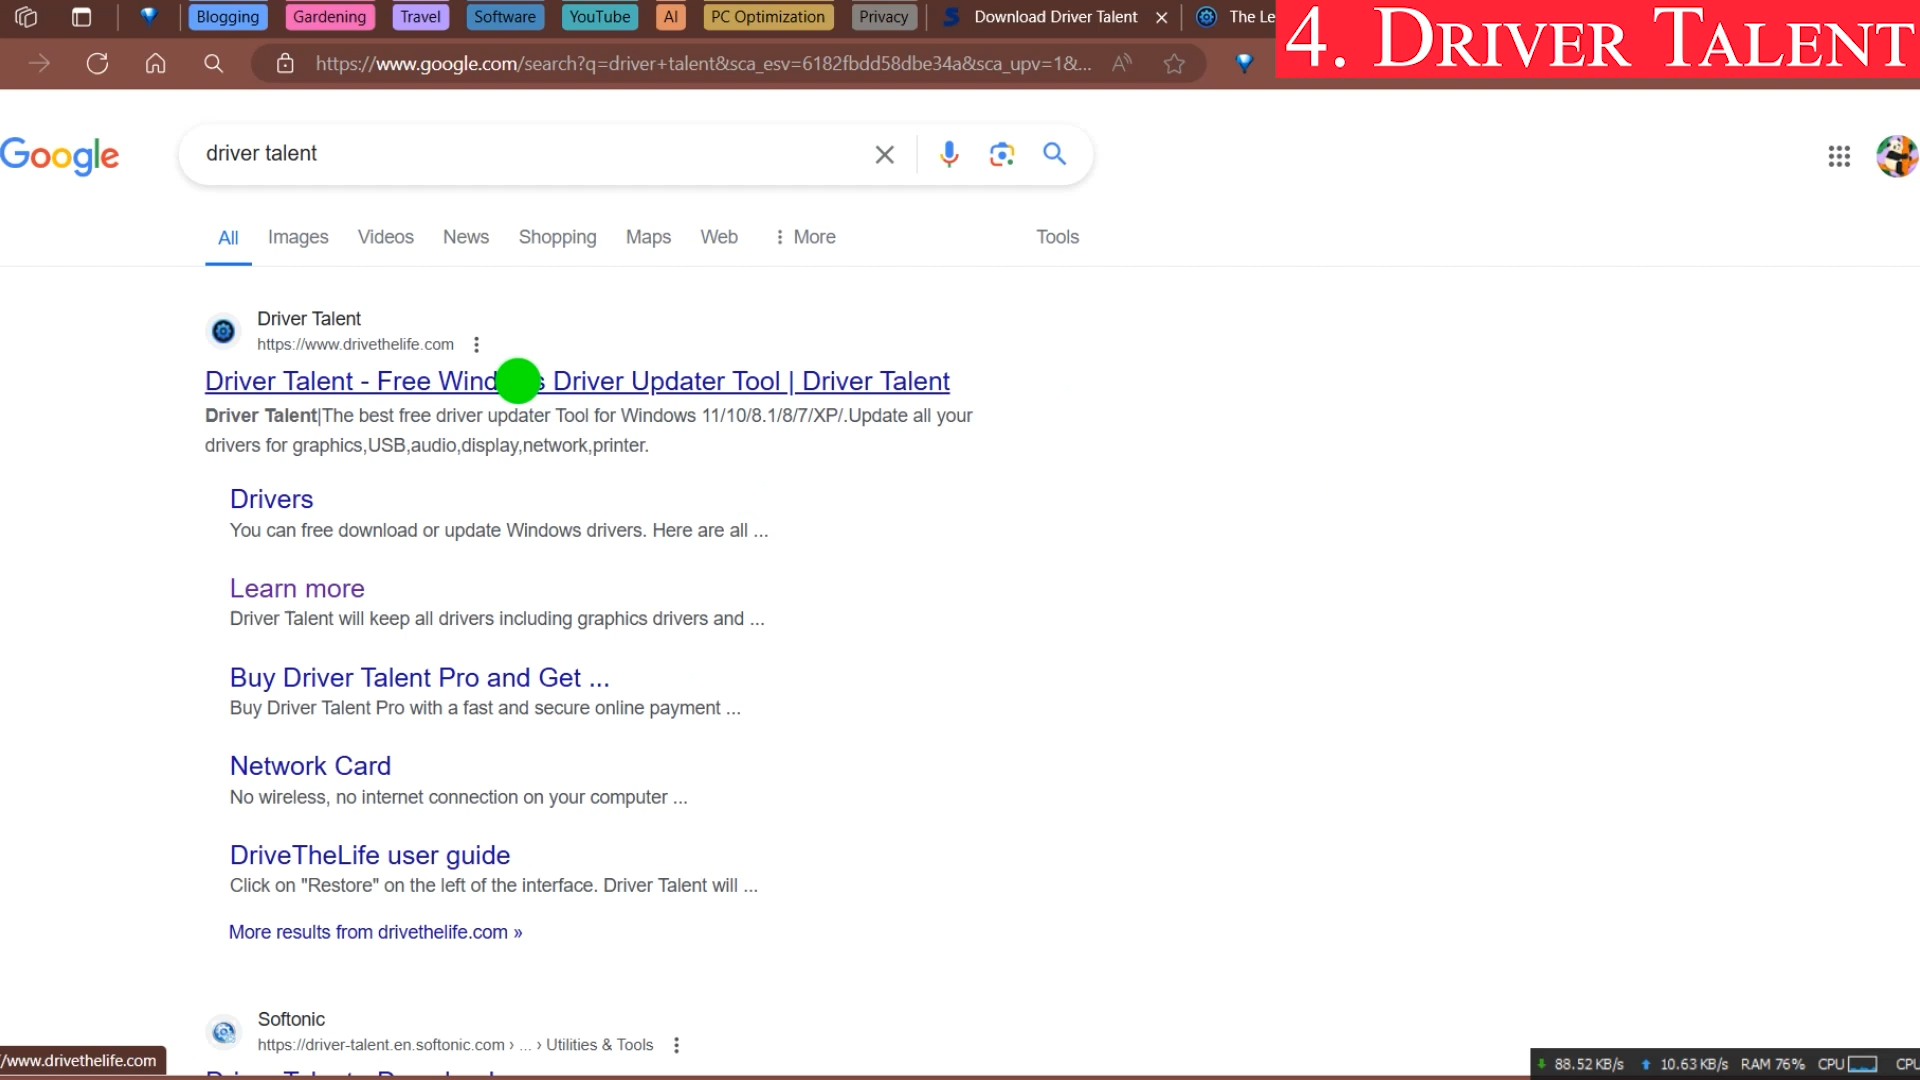 Blogging Gardening Travel Software YouTube AI PC Optimization Privacy Download Driver Talent The Le
4. DRIVER TALENT
https://www.google.com/search?q=driver+talent&sca_esv=6182fbdd58dbe34a&sca_upv=1&...
Google driver talent
All Images Videos News Shopping Maps Web More Tools
Driver Talent
https://www.drivethelife.com
Driver Talent - Free Driver Updater Tool | Driver Talent
Driver Talent|The best free driver updater Tool for Windows 11/10/8.1/8/7/XP/.Update all your
drivers for graphics,USB,audio,display,network,printer.
Drivers
You can free download or update Windows drivers. Here are all ...
Learn more
Driver Talent will keep all drivers including graphics drivers and ...
Buy Driver Talent Pro and Get ...
Buy Driver Talent Pro with a fast and secure online payment ...
Network Card
No wireless, no internet connection on your computer ...
DriveTheLife user guide
Click on "Restore" on the left of the interface. Driver Talent will ...
More results from drivethelife.com »
Softonic
https://driver-talent.en.softonic.com › ... › Utilities & Tools
/www.drivethelife.com
88.52 KB/s 10.63 KB/s RAM 76% CPU CPU